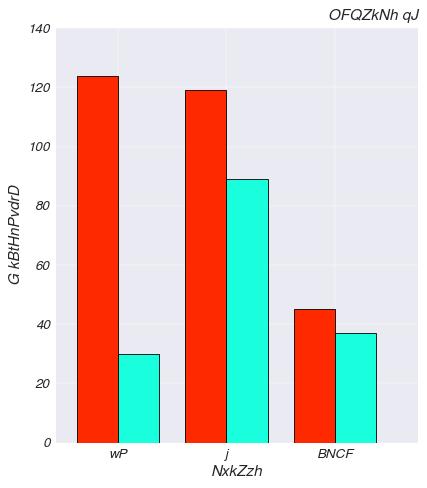 OFQZkNh qJ
140
120
100
80
60
40
20
0
G kBtHnPvdrD
wP
j
BNCF
NxkZzh